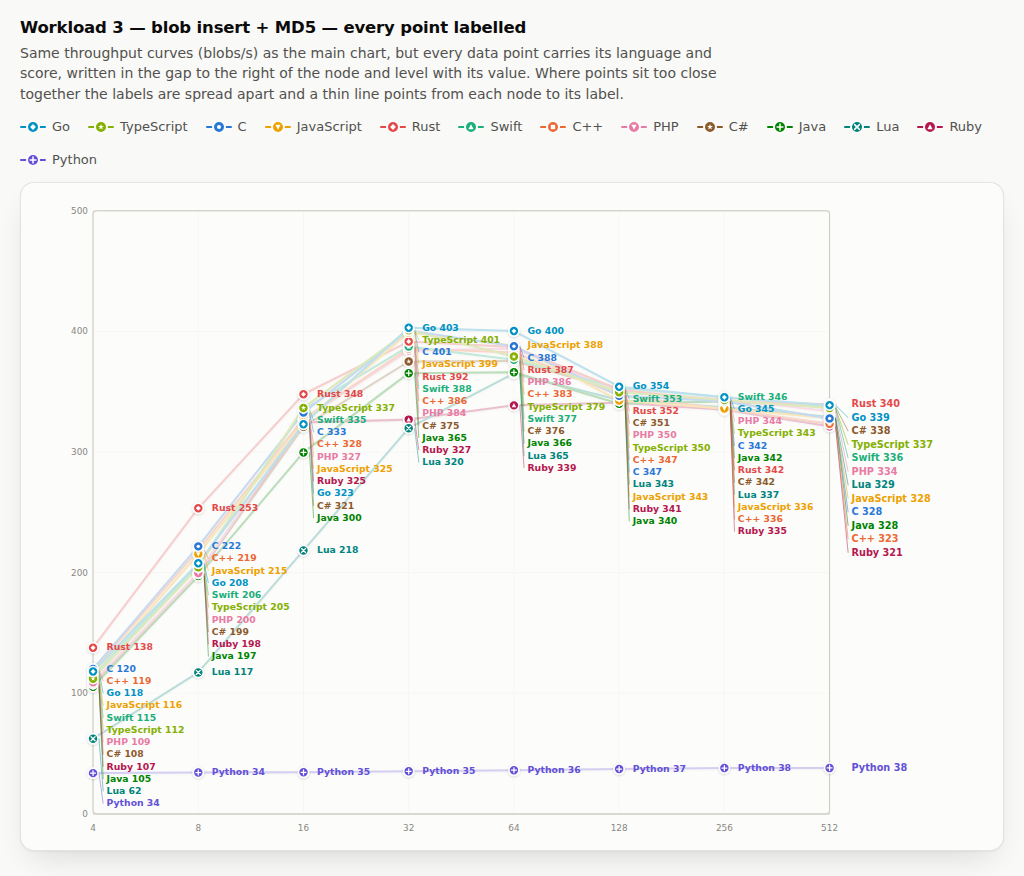 Workload 3 — blob insert + MD5 — every point labelled
Same throughput curves (blobs/s) as the main chart, but every data point carries its language and
score, written in the gap to the right of the node and level with its value. Where points sit too close
together the labels are spread apart and a thin line points from each node to its label.
Go TypeScript C JavaScript Rust Swift C++ PHP C# Java Lua Ruby
Python
500
400
300
200
100
0
Rust 138
C 120
C++ 119
Go 118
JavaScript 116
Swift 115
TypeScript 112
PHP 109
C# 108
Ruby 107
Java 105
Lua 62
Python 34
Rust 253
C 222
C++ 219
JavaScript 215
Go 208
Swift 206
TypeScript 205
PHP 200
C# 199
Ruby 198
Java 197
Lua 117
Python 34
Rust 348
TypeScript 337
Swift 335
C 333
C++ 328
PHP 327
JavaScript 325
Ruby 325
Go 323
C# 321
Java 300
Lua 218
Python 35
Go 403
TypeScript 401
C 401
JavaScript 399
Rust 392
Swift 388
C++ 386
PHP 384
C# 375
Java 365
Ruby 327
Lua 320
Python 35
Go 400
JavaScript 388
C 388
Rust 387
PHP 386
C++ 383
TypeScript 379
Swift 377
C# 376
Java 366
Lua 365
Ruby 339
Python 36
Go 354
Swift 353
Rust 352
C# 351
PHP 350
TypeScript 350
C++ 347
C 347
Lua 343
JavaScript 343
Ruby 341
Java 340
Python 37
Swift 346
Go 345
PHP 344
TypeScript 343
C 342
Java 342
Rust 342
C# 342
Lua 337
JavaScript 336
C++ 336
Ruby 335
Python 38
Rust 340
Go 339
C# 338
TypeScript 337
Swift 336
PHP 334
Lua 329
JavaScript 328
C 328
Java 328
C++ 323
Ruby 321
Python 38
4 8 16 32 64 128 256 512